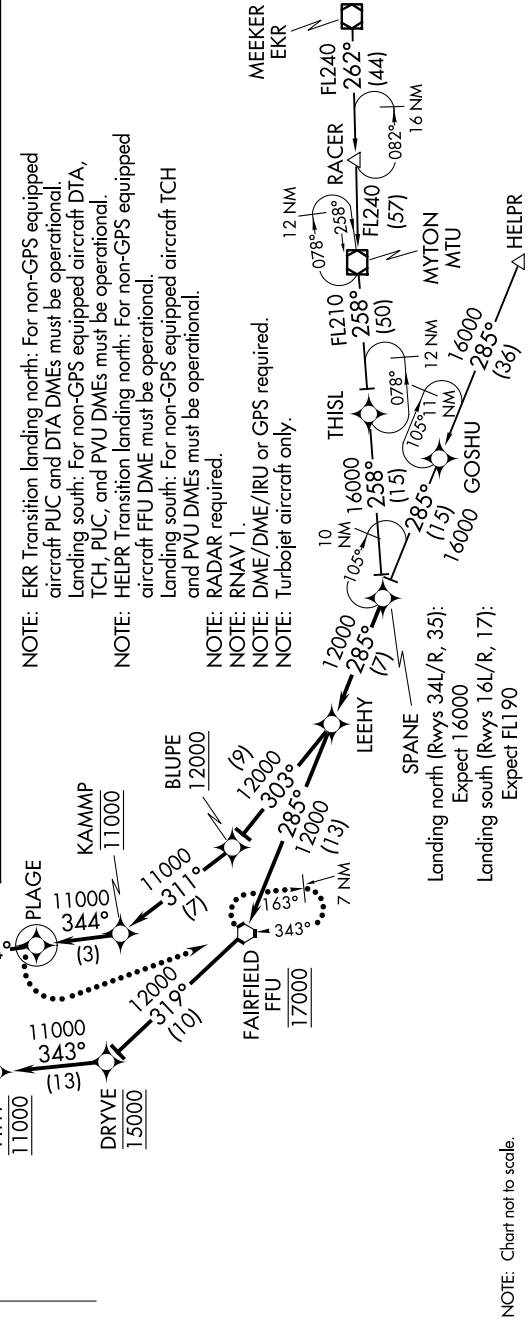 NOTE: EKR Transition landing north: For non-GPS equipped
aircraft PUC and DTA DMEs must be operational.
Landing south: For non-GPS equipped aircraft DTA,
TCH, PUC, and PVU DMEs must be operational.
NOTE: HELPR Transition landing north: For non-GPS equipped
aircraft FFU DME must be operational.
Landing south: For non-GPS equipped aircraft TCH
and PVU DMEs must be operational.
NOTE: RADAR required.
NOTE: RNAV 1.
NOTE: DME/DME/IRU or GPS required.
NOTE: Turbojet aircraft only.
11000
11000
343°
(13)
DRYVE
15000
12000
319°
(10)
PLAGE
11000
344°
(3)
KAMMP
11000
11000
311°
(7)
BLUPE
12000
(9)
12000
303°
285°
12000
(13)
FAIRFIELD
FFU
17000
163°
343°
7 NM
LEEHY
12000
285°
(7)
SPANE
Landing north (Rwys 34L/R, 35):
Expect 16000
Landing south (Rwys 16L/R, 17):
Expect FL190
10
NM
105°
16000
258°
(15)
THISL
285°
(15)
16000
GOSHU
105°
11
NM
078°
12 NM
16000
285°
(36)
HELPR
FL210
258°
(50)
MYTON
MTU
12 NM
078°
258°
FL240
(57)
RACER
082°
16 NM
FL240
262°
(44)
MEEKER
EKR
NOTE: Chart not to scale.